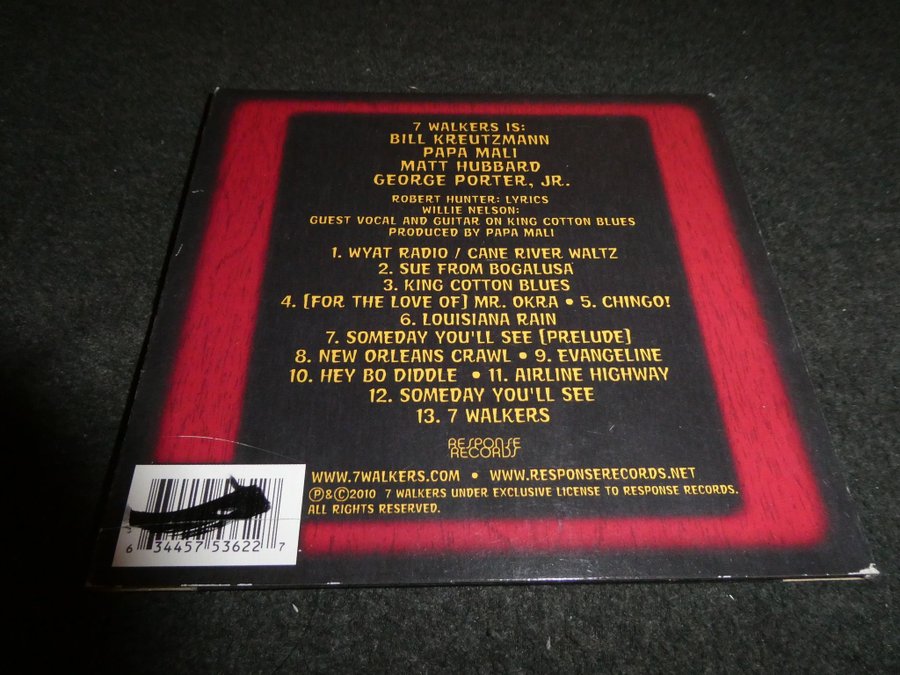 7 WALKERS IS:
BILL KREUTZMANN
PAPA MALI
MATT HUBBARD
GEORGE PORTER, JR.
ROBERT HUNTER: LYRICS
WILLIE NELSON:
GUEST VOCAL AND GUITAR ON KING COTTON BLUES
PRODUCED BY PAPA MALI
1. WYAT RADIO / CANE RIVER WALTZ
2. SUE FROM BOGALUSA
3. KING COTTON BLUES
4. [FOR THE LOVE OF] MR. OKRA • 5. CHINGO!
6. LOUISIANA RAIN
7. SOMEDAY YOU'LL SEE [PRELUDE]
8. NEW ORLEANS CRAWL • 9. EVANGELINE
10. HEY BO DIDDLE • 11. AIRLINE HIGHWAY
12. SOMEDAY YOU'LL SEE
13. 7 WALKERS
RESPONSE
RECORDS
WWW.7WALKERS.COM • WWW.RESPONSERECORDS.NET
Ⓟ&©2010 7 WALKERS UNDER EXCLUSIVE LICENSE TO RESPONSE RECORDS.
ALL RIGHTS RESERVED.
6 34457 53622 7